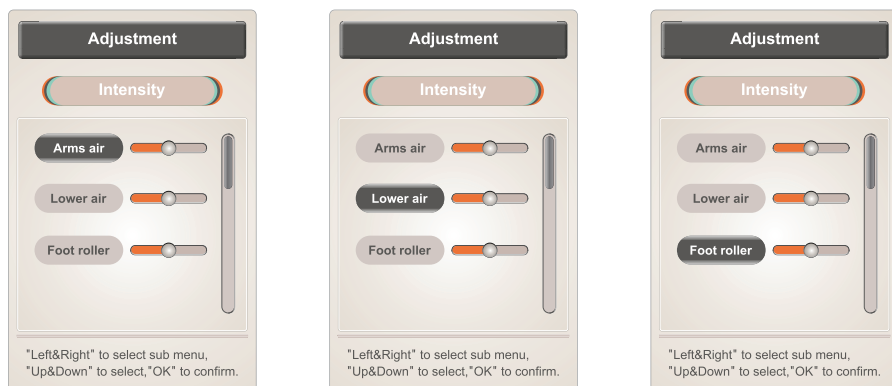 Adjustment
Intensity
Arms air
Lower air
Foot roller
"Left&Right" to select sub menu,
"Up&Down" to select,"OK" to confirm.
Adjustment
Intensity
Arms air
Lower air
Foot roller
"Left&Right" to select sub menu,
"Up&Down" to select,"OK" to confirm.
Adjustment
Intensity
Arms air
Lower air
Foot roller
"Left&Right" to select sub menu,
"Up&Down" to select,"OK" to confirm.